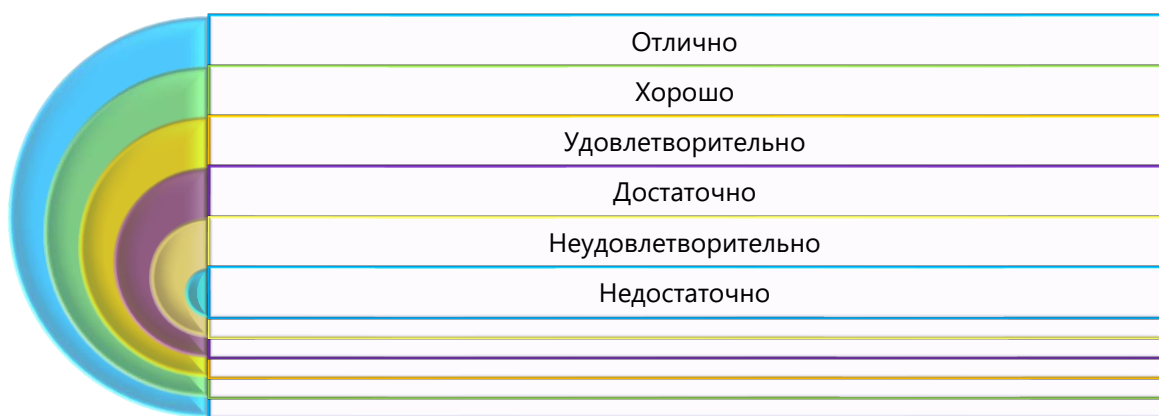 Отлично
Хорошо
Удовлетворительно
Достаточно
Неудовлетворительно
Недостаточно